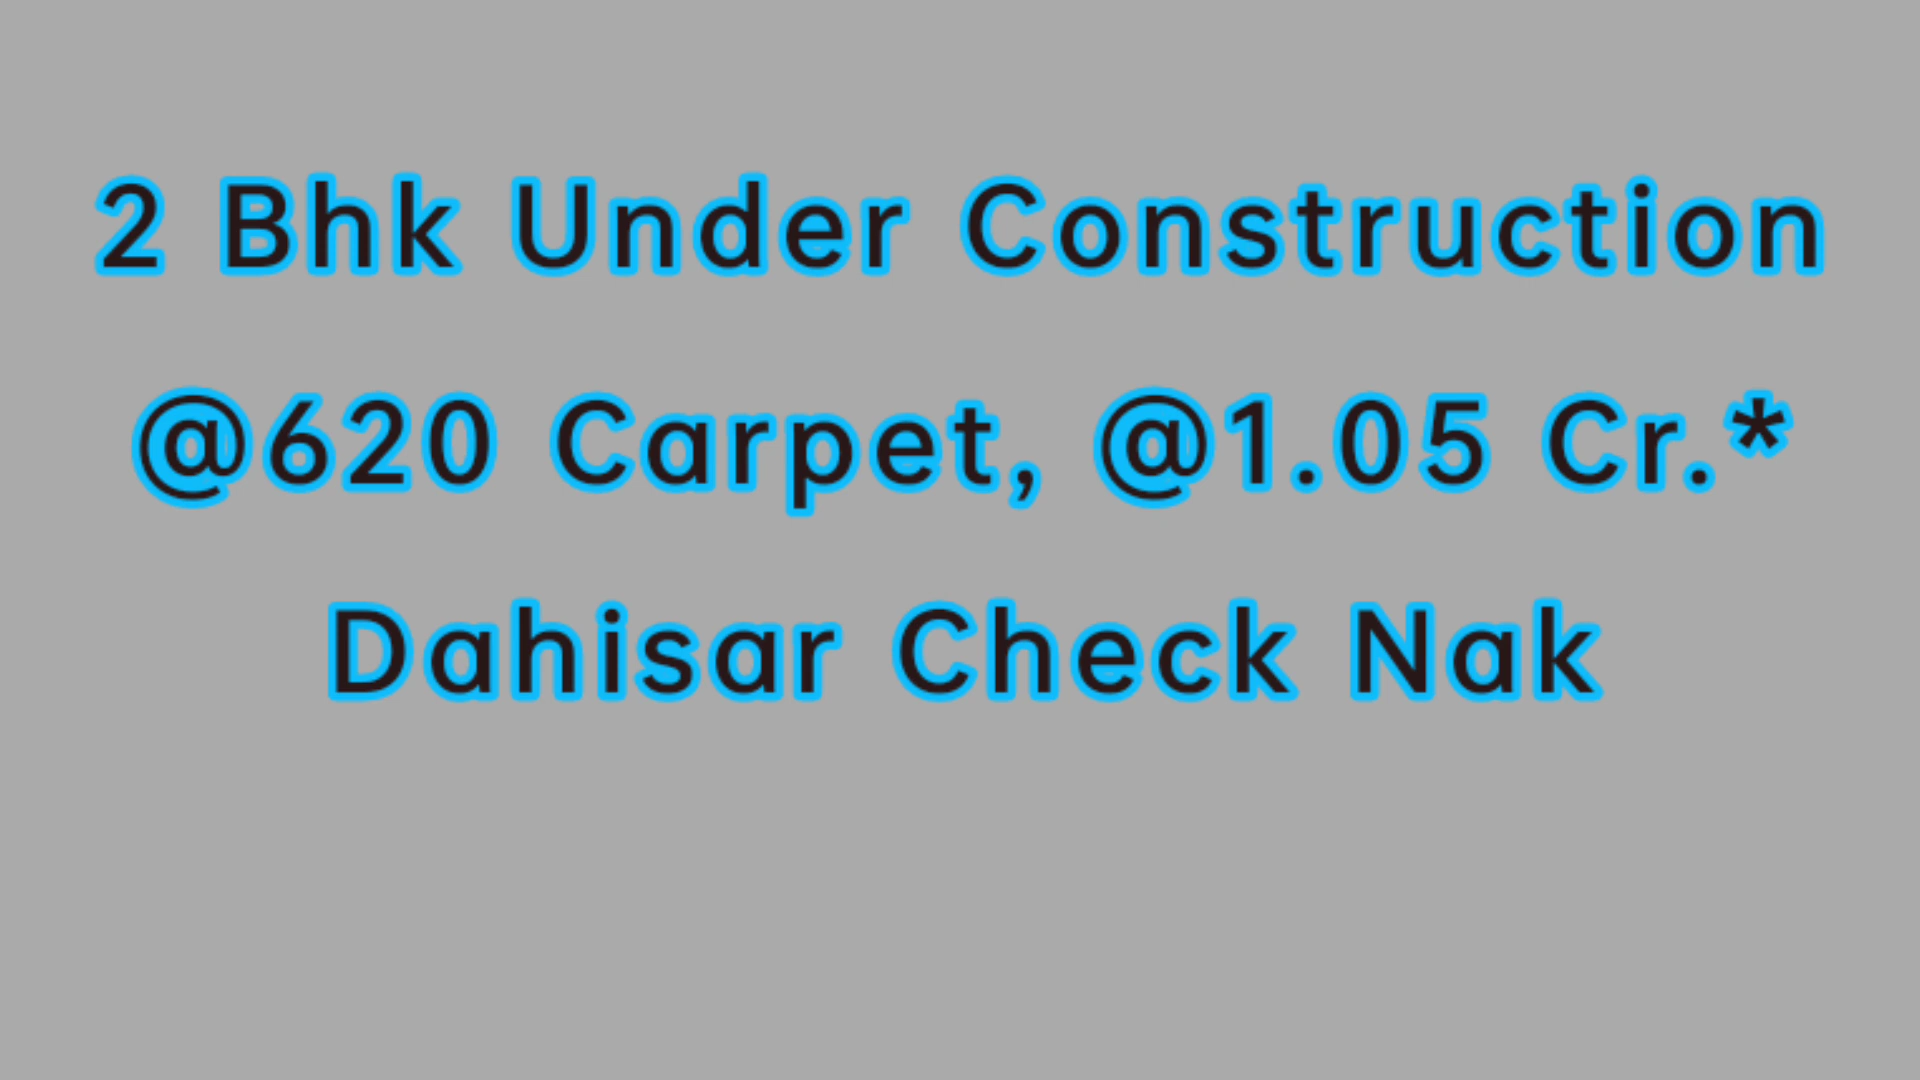 2 Bhk Under Construction
@620 Carpet, @1.05 Cr.*
Dahisar Check Nak